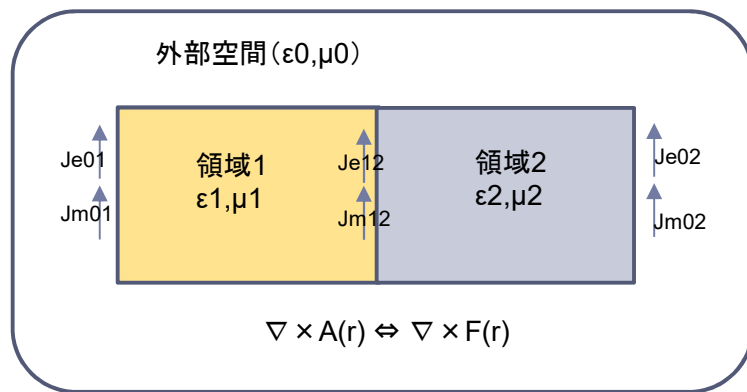 外部空間(ε0,μ0)
Je01
Jm01
領域1
ε1,μ1
Je12
Jm12
領域2
ε2,μ2
Je02
Jm02
∇ × A(r) ⇔ ∇ × F(r)